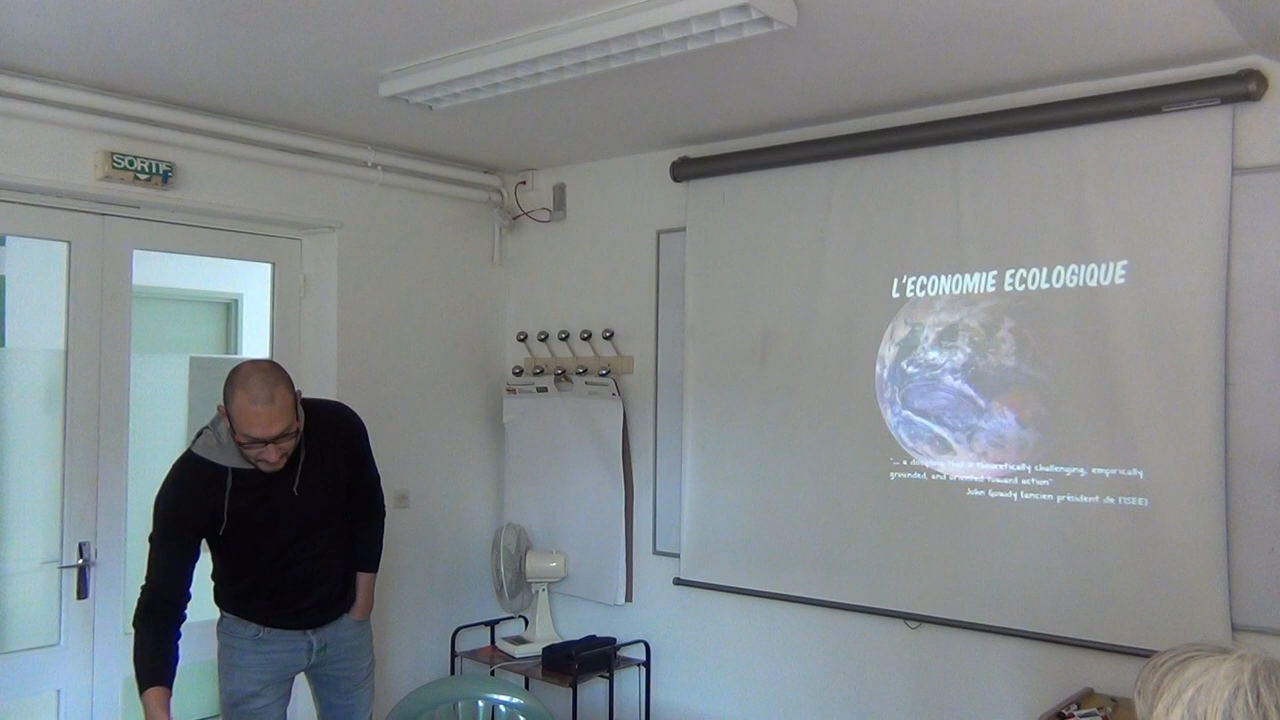 SORTIE
L'ECONOMIE ECOLOGIQUE
"... a discipline that is theoretically challenging, empirically
grounded, and oriented toward action"
John Gowdy (ancien président de l'ISEE)